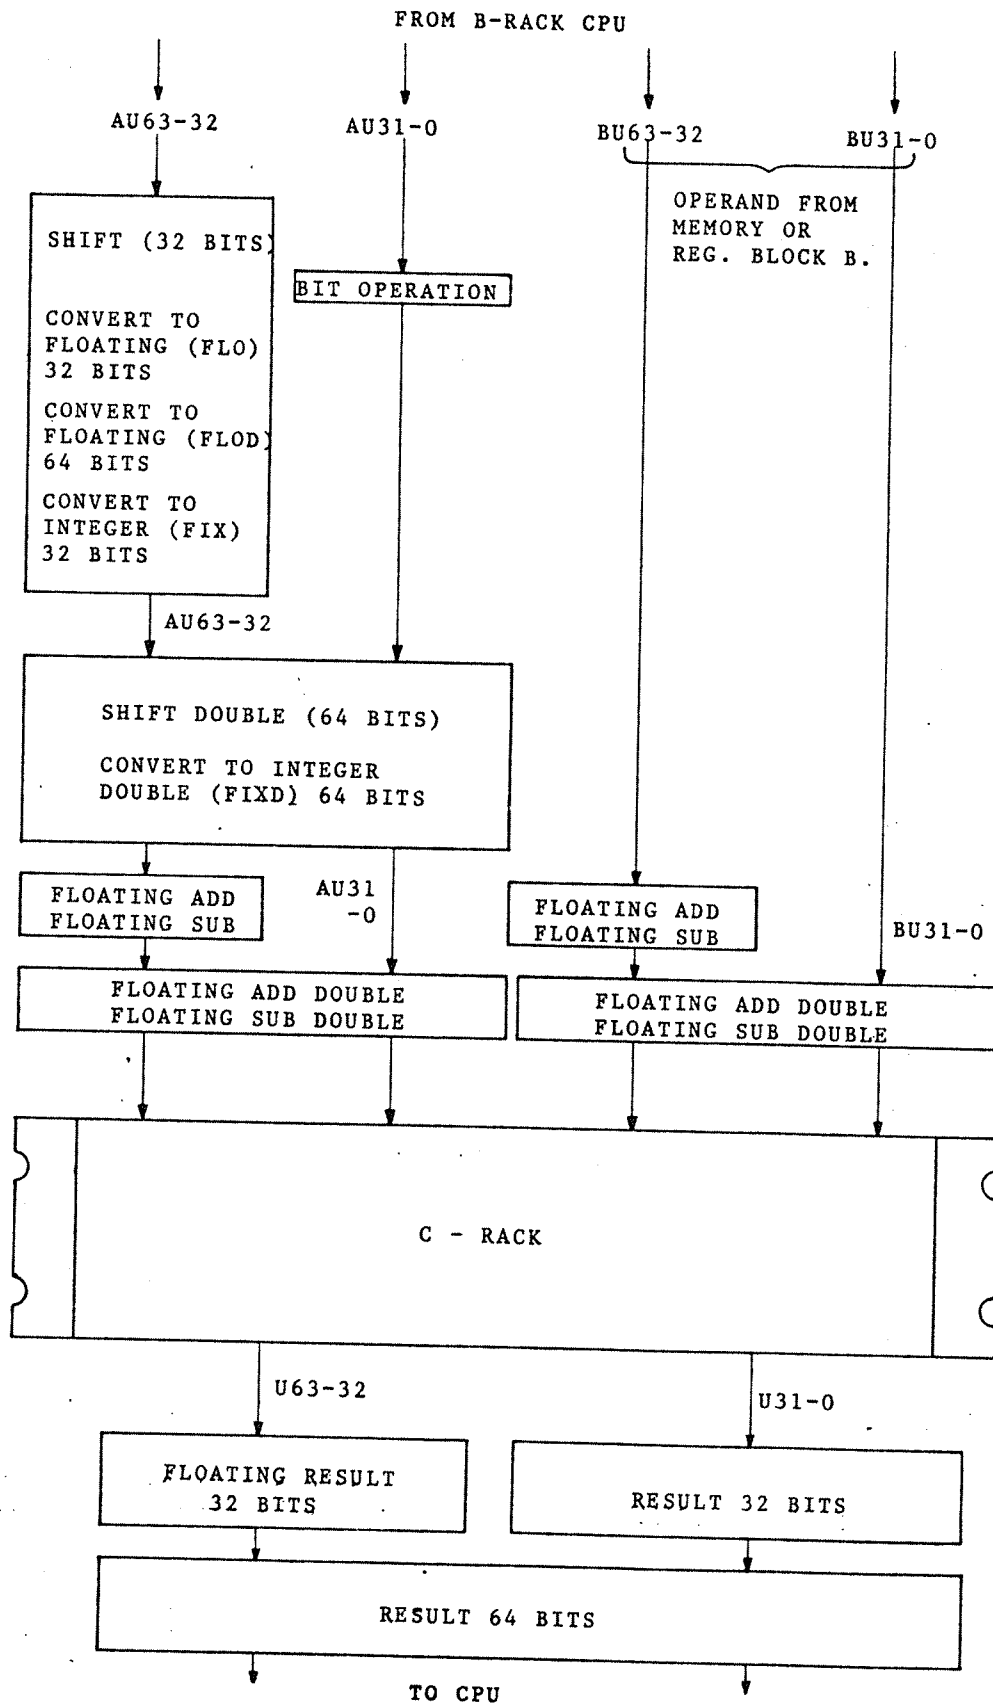 FROM B-RACK CPU
AU63-32
AU31-0
BU63-32
BU31-0
OPERAND FROM
MEMORY OR
REG. BLOCK B.
SHIFT (32 BITS)
BIT OPERATION
CONVERT TO
FLOATING (FLO)
32 BITS
CONVERT TO
FLOATING (FLOD)
64 BITS
CONVERT TO
INTEGER (FIX)
32 BITS
AU63-32
SHIFT DOUBLE (64 BITS)
CONVERT TO INTEGER
DOUBLE (FIXD) 64 BITS
FLOATING ADD
FLOATING SUB
AU31
-0
FLOATING ADD
FLOATING SUB
BU31-0
FLOATING ADD DOUBLE
FLOATING SUB DOUBLE
FLOATING ADD DOUBLE
FLOATING SUB DOUBLE
C - RACK
U63-32
U31-0
FLOATING RESULT
32 BITS
RESULT 32 BITS
RESULT 64 BITS
TO CPU